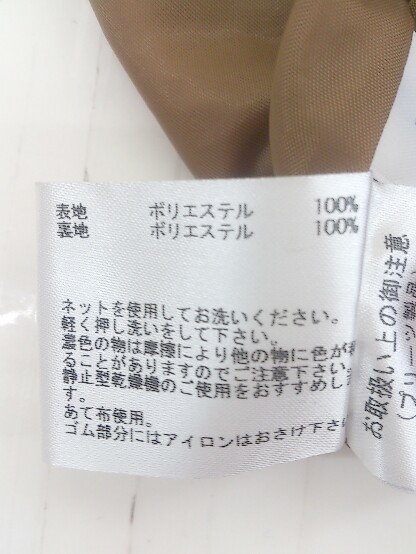 表地 ポリエステル 100%
裏地 ポリエステル 100%
ネットを使用してお洗いください。
軽く押し洗いをして下さい。
濃色の物は摩擦により他の物に色が移
ることがありますのでご注意下さい。
静止型乾燥機のご使用をおすすめしま
す。
あて布使用。
ゴム部分にはアイロンはおさけ下さい
お取扱い上の御注意